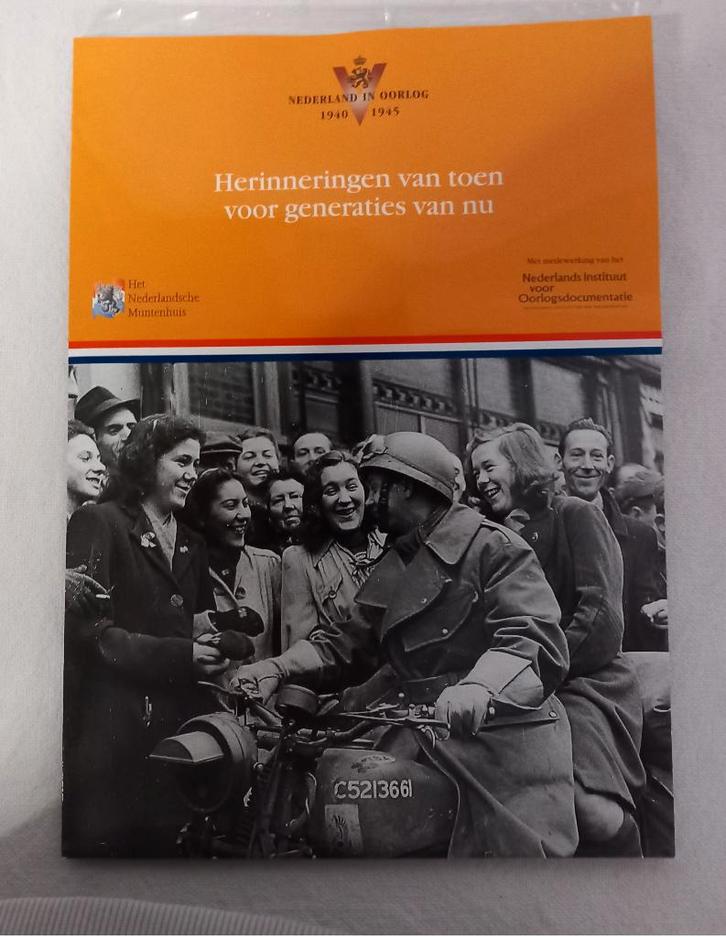 NEDERLAND IN OORLOG
1940 1945
Herinneringen van toen
voor generaties van nu
Met medewerking van het
Het
Nederlandsche
Muntenhuis
Nederlands Instituut
voor
Oorlogsdocumentatie
C5213661